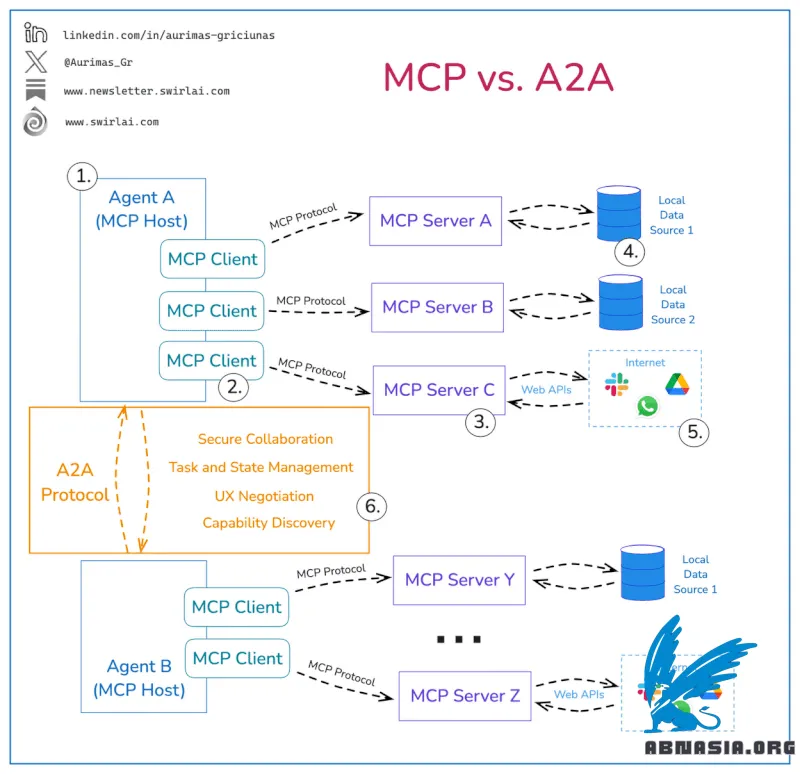 linkedin.com/in/aurimas-griciunas
@Aurimas_Gr
www.newsletter.swirlai.com
www.swirlai.com
MCP vs. A2A
1.
Agent A
(MCP Host)
MCP Client
MCP Protocol
MCP Server A
Local
Data
Source 1
4.
MCP Client
MCP Protocol
MCP Server B
Local
Data
Source 2
MCP Client
2.
MCP Protocol
MCP Server C
3.
Web APIs
Internet
5.
A2A
Protocol
Secure Collaboration
Task and State Management
UX Negotiation
Capability Discovery
6.
Agent B
(MCP Host)
MCP Client
MCP Protocol
MCP Server Y
Local
Data
Source 1
...
MCP Client
MCP Protocol
MCP Server Z
Web APIs
ABNASIA.ORG